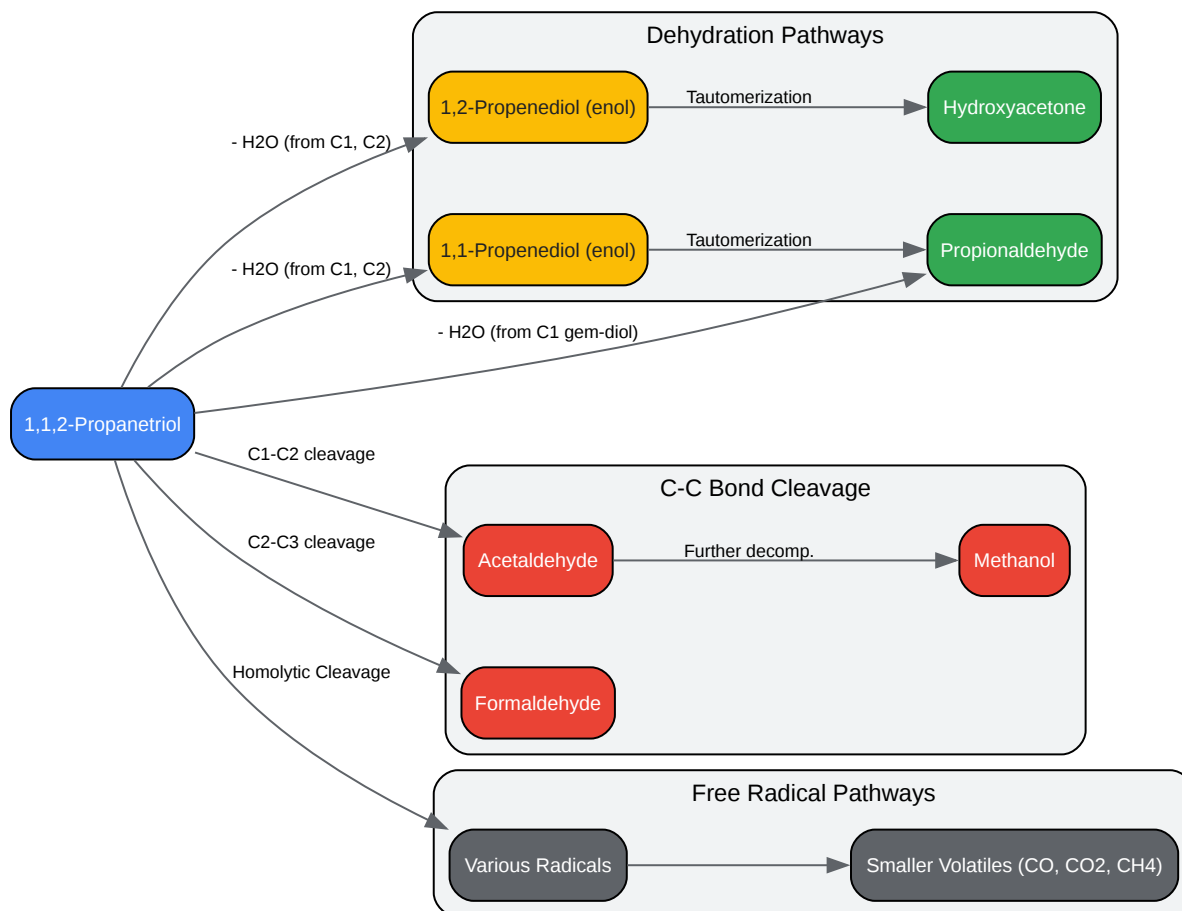 Dehydration Pathways
1,2-Propenediol (enol)
Tautomerization
Hydroxyacetone
- H2O (from C1, C2)
1,1-Propenediol (enol)
Tautomerization
Propionaldehyde
- H2O (from C1, C2)
- H2O (from C1 gem-diol)
1,1,2-Propanetriol
C1-C2 cleavage
C-C Bond Cleavage
C2-C3 cleavage
Acetaldehyde
Further decomp.
Methanol
Homolytic Cleavage
Formaldehyde
Free Radical Pathways
Various Radicals
Smaller Volatiles (CO, CO2, CH4)